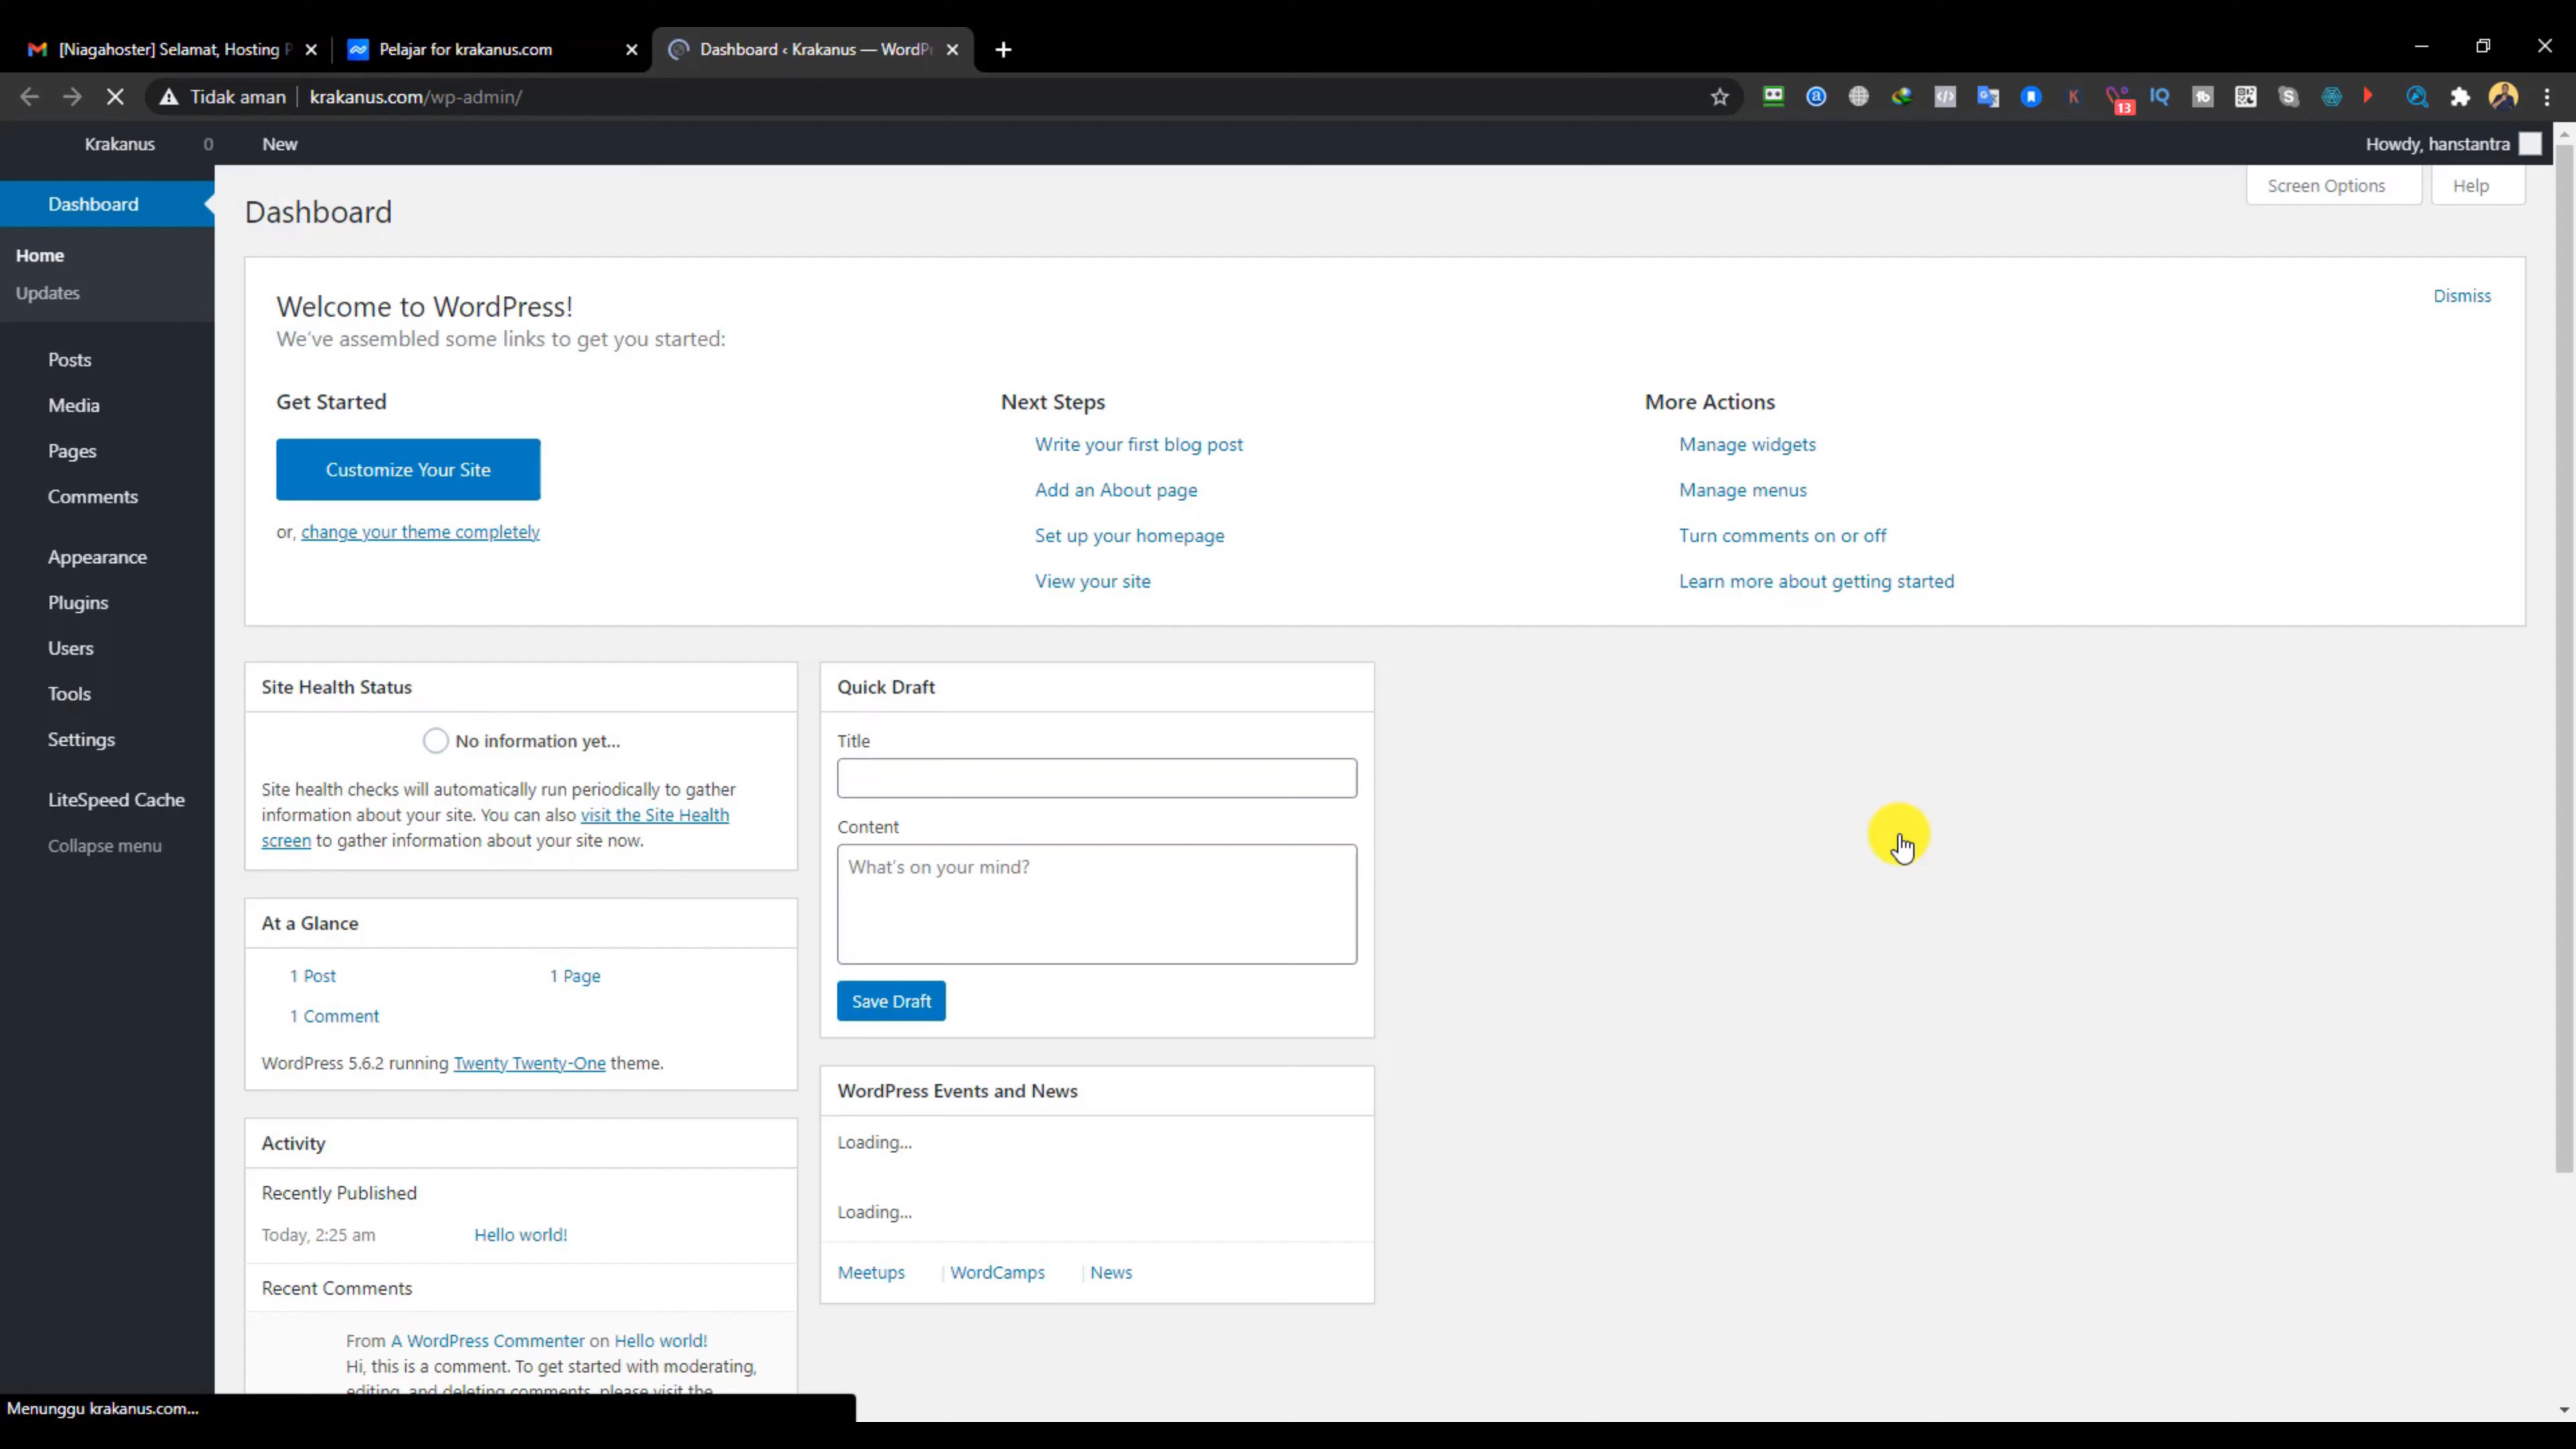 [Niagahoster] Selamat, Hosting P
Pelajar for krakanus.com
Dashboard ‹ Krakanus — WordPr
Tidak aman
krakanus.com/wp-admin/
13
Krakanus
0
New
Howdy, hanstantra
Screen Options
Help
Dashboard
Home
Updates
Posts
Media
Pages
Comments
Appearance
Plugins
Users
Tools
Settings
LiteSpeed Cache
Collapse menu
Dashboard
Welcome to WordPress!
We've assembled some links to get you started:
Dismiss
Get Started
Customize Your Site
or, change your theme completely
Next Steps
Write your first blog post
Add an About page
Set up your homepage
View your site
More Actions
Manage widgets
Manage menus
Turn comments on or off
Learn more about getting started
Site Health Status
No information yet...
Site health checks will automatically run periodically to gather
information about your site. You can also visit the Site Health
screen to gather information about your site now.
At a Glance
1 Post
1 Page
1 Comment
WordPress 5.6.2 running Twenty Twenty-One theme.
Activity
Recently Published
Today, 2:25 am
Hello world!
Recent Comments
From A WordPress Commenter on Hello world!
Hi, this is a comment. To get started with moderating,
editing, and deleting comments, please visit the
Quick Draft
Title
Content
What's on your mind?
Save Draft
WordPress Events and News
Loading...
Loading...
Meetups | WordCamps | News
Menunggu krakanus.com...